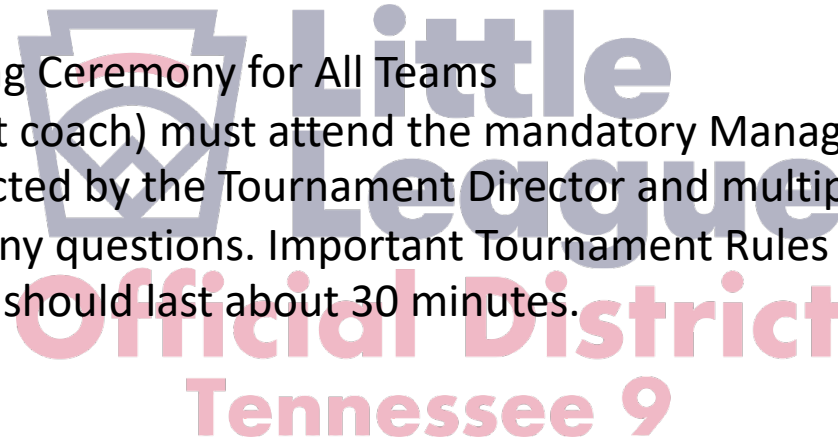 g Ceremony for All Teams
t coach) must attend the mandatory Manag
cted by the Tournament Director and multip
ny questions. Important Tournament Rules
should last about 30 minutes.
Little
League
Official District
Tennessee 9